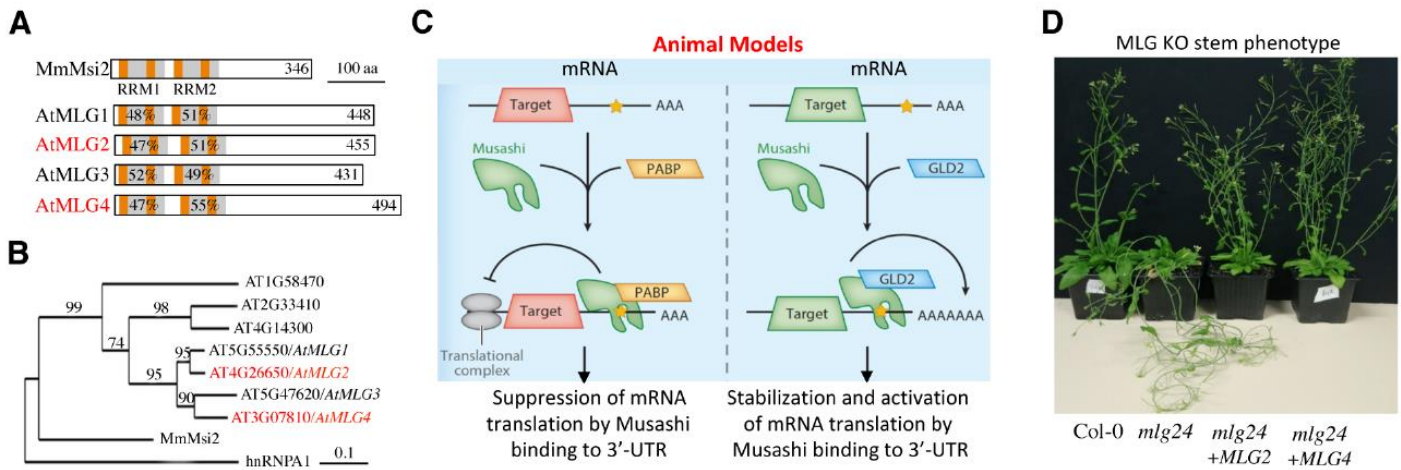 A
MmMsi2
346
100 aa
RRM1 RRM2
AtMLG1
48% 51%
448
AtMLG2
47% 51%
455
AtMLG3
52% 49%
431
AtMLG4
47% 55%
494
B
99
74
98
95
95
90
AT1G58470
AT2G33410
AT4G14300
AT5G55550/AtMLG1
AT4G26650/AtMLG2
AT5G47620/AtMLG3
AT3G07810/AtMLG4
MmMsi2
hnRNPA1
0.1
C
Animal Models
mRNA
Target
AAA
Musashi
PABP
PABP
Target
AAA
Translational
complex
Suppression of mRNA
translation by Musashi
binding to 3’-UTR
mRNA
Target
AAA
Musashi
GLD2
GLD2
Target
AAAAAAA
Stabilization and activation
of mRNA translation by
Musashi binding to 3’-UTR
D
MLG KO stem phenotype
Col-0 mlg24 mlg24 mlg24
+MLG2 +MLG4